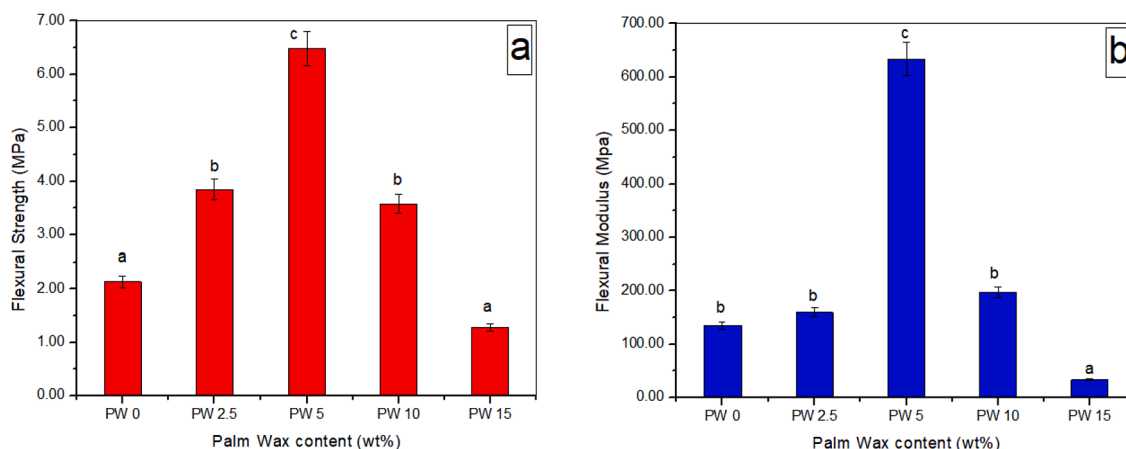 a
7.00
6.00
5.00
4.00
3.00
2.00
1.00
0.00
Flexural Strength (MPa)
a
b
c
b
a
PW 0 PW 2.5 PW 5 PW 10 PW 15
Palm Wax content (wt%)
b
700.00
600.00
500.00
400.00
300.00
200.00
100.00
0.00
Flexural Modulus (Mpa)
b
b
c
b
a
PW 0 PW 2.5 PW 5 PW 10 PW 15
Palm Wax content (wt%)